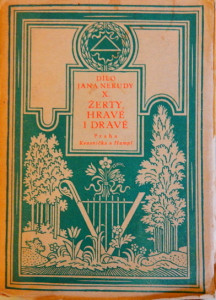 DÍLO
JANA NERUDY
X.
ŽERTY,
HRAVÉ
I DRAVÉ
Praha
Kvasnička a Hampl